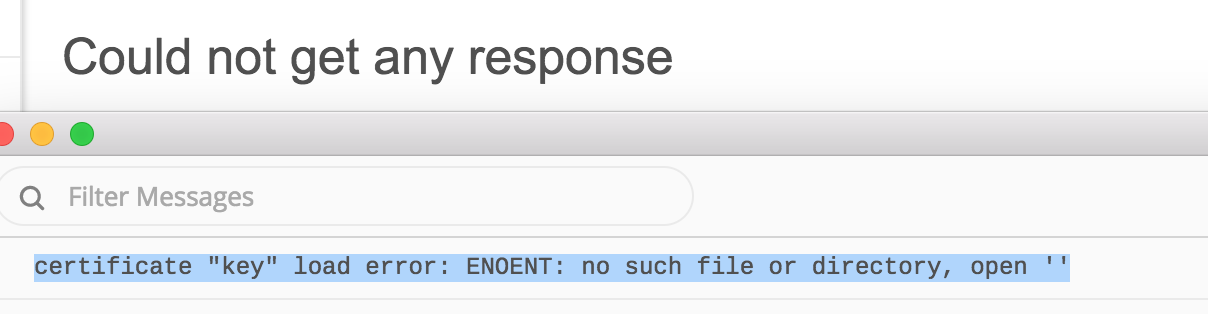 Could not get any response
Filter Messages
certificate "key" load error: ENOENT: no such file or directory, open ''